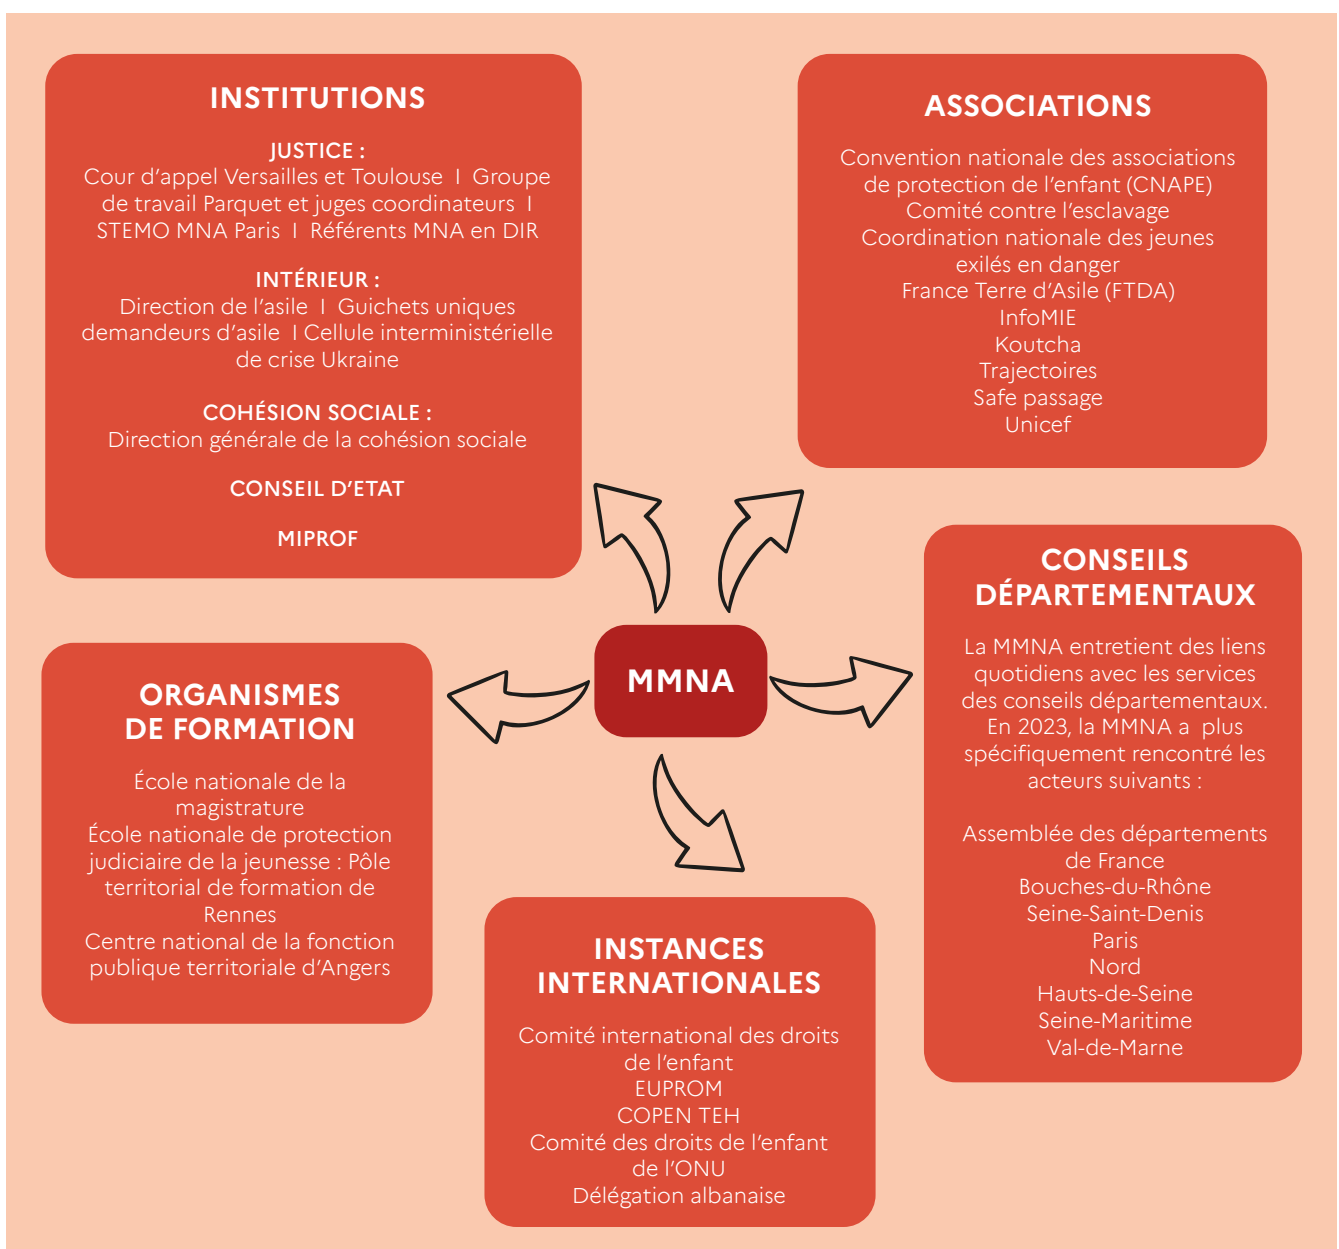 INSTITUTIONS
JUSTICE :
Cour d'appel Versailles et Toulouse I Groupe
de travail Parquet et juges coordinateurs I
STEMO MNA Paris I Référents MNA en DIR
INTÉRIEUR :
Direction de l'asile I Guichets uniques
demandeurs d'asile I Cellule interministérielle
de crise Ukraine
COHÉSION SOCIALE :
Direction générale de la cohésion sociale
CONSEIL D'ETAT
MIPROF
ASSOCIATIONS
Convention nationale des associations
de protection de l'enfant (CNAPE)
Comité contre l'esclavage
Coordination nationale des jeunes
exilés en danger
France Terre d'Asile (FTDA)
InfoMIE
Koutcha
Trajectoires
Safe passage
Unicef
MMNA
CONSEILS
DÉPARTEMENTAUX
La MMNA entretient des liens
quotidiens avec les services
des conseils départementaux.
En 2023, la MMNA a plus
spécifiquement rencontré les
acteurs suivants :
Assemblée des départements
de France
Bouches-du-Rhône
Seine-Saint-Denis
Paris
Nord
Hauts-de-Seine
Seine-Maritime
Val-de-Marne
ORGANISMES
DE FORMATION
École nationale de la
magistrature
École nationale de protection
judiciaire de la jeunesse : Pôle
territorial de formation de
Rennes
Centre national de la fonction
publique territoriale d'Angers
INSTANCES
INTERNATIONALES
Comité international des droits
de l'enfant
EUPROM
COPEN TEH
Comité des droits de l'enfant
de l'ONU
Délégation albanaise